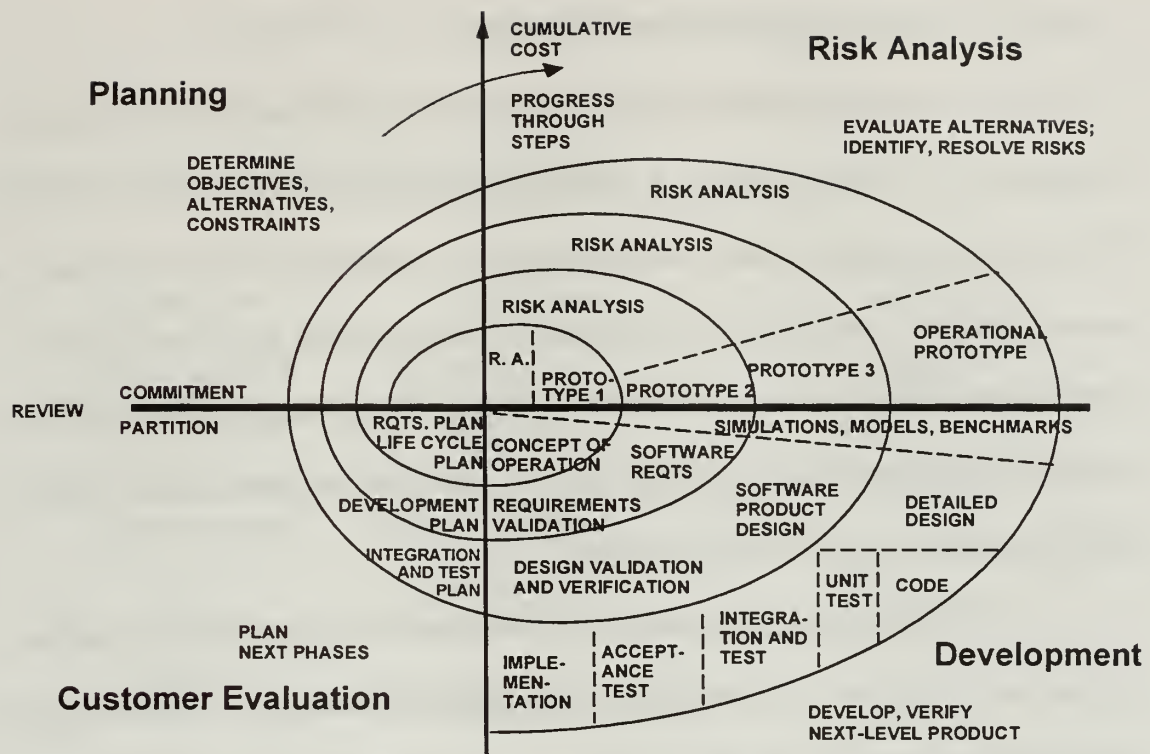 CUMULATIVE
COST
Risk Analysis
Planning
PROGRESS
THROUGH
STEPS
EVALUATE ALTERNATIVES;
IDENTIFY, RESOLVE RISKS
DETERMINE
OBJECTIVES,
ALTERNATIVES,
CONSTRAINTS
RISK ANALYSIS
RISK ANALYSIS
RISK ANALYSIS
R. A.
PROTO-
TYPE 1
PROTOTYPE 2
PROTOTYPE 3
OPERATIONAL
PROTOTYPE
REVIEW
COMMITMENT
PARTITION
RQTS. PLAN
LIFE CYCLE
PLAN
CONCEPT OF
OPERATION
SOFTWARE
REQTS
SIMULATIONS, MODELS, BENCHMARKS
DEVELOPMENT
PLAN
REQUIREMENTS
VALIDATION
SOFTWARE
PRODUCT
DESIGN
DETAILED
DESIGN
INTEGRATION
AND TEST
PLAN
DESIGN VALIDATION
AND VERIFICATION
UNIT
TEST
CODE
PLAN
NEXT PHASES
IMPLE-
MEN-
TATION
ACCEPT-
ANCE
TEST
INTEGRA-
TION AND
TEST
Development
Customer Evaluation
DEVELOP, VERIFY
NEXT-LEVEL PRODUCT